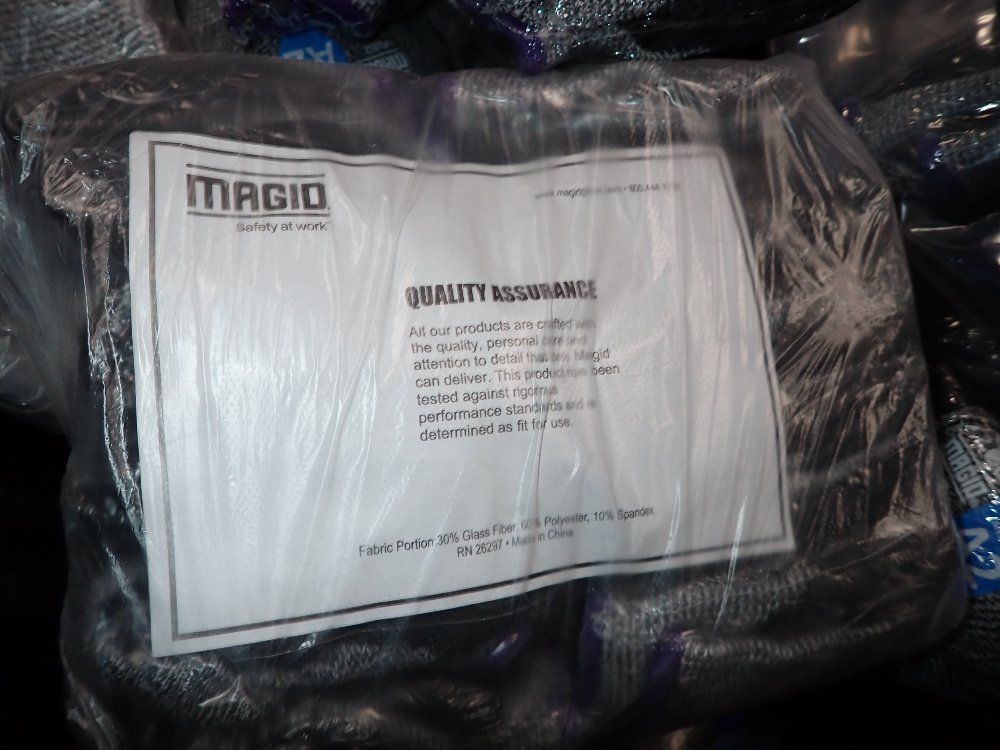 MAGID
Safety at work
QUALITY ASSURANCE
All our products are crafted with
the quality, personal care and
attention to detail that only Magid
can deliver. This product has been
tested against rigorous
performance standards and is
determined as fit for use.
Fabric Portion:30% Glass Fiber, 60% Polyester, 10% Spandex
RN 26297 • Made in China
MAGID
A2